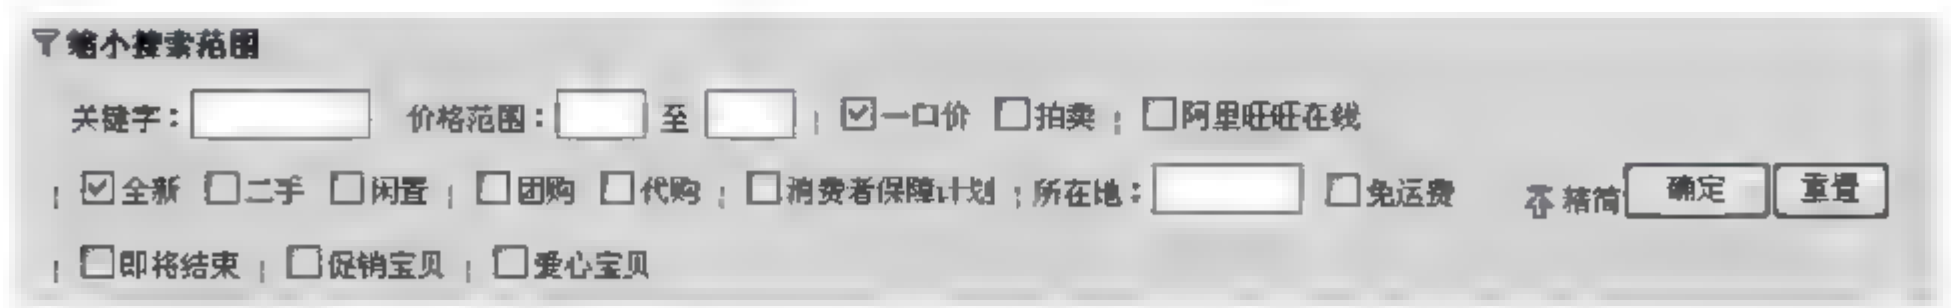 缩小搜索范围
关键字： 价格范围： 至 ¦ 一口价 拍卖 ¦ 阿里旺旺在线
¦ 全新 二手 闲置 ¦ 团购 代购 ¦ 消费者保障计划 ¦ 所在地： 免运费 精简 确定 重置
¦ 即将结束 ¦ 促销宝贝 ¦ 爱心宝贝